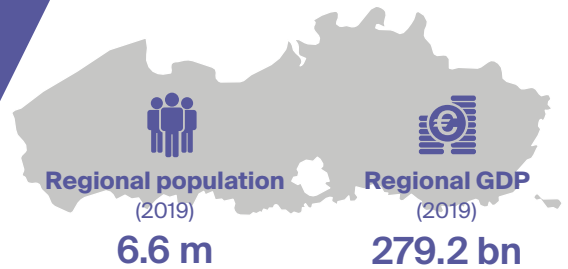 €
Regional population
(2019)
6.6 m
Regional GDP
(2019)
279.2 bn